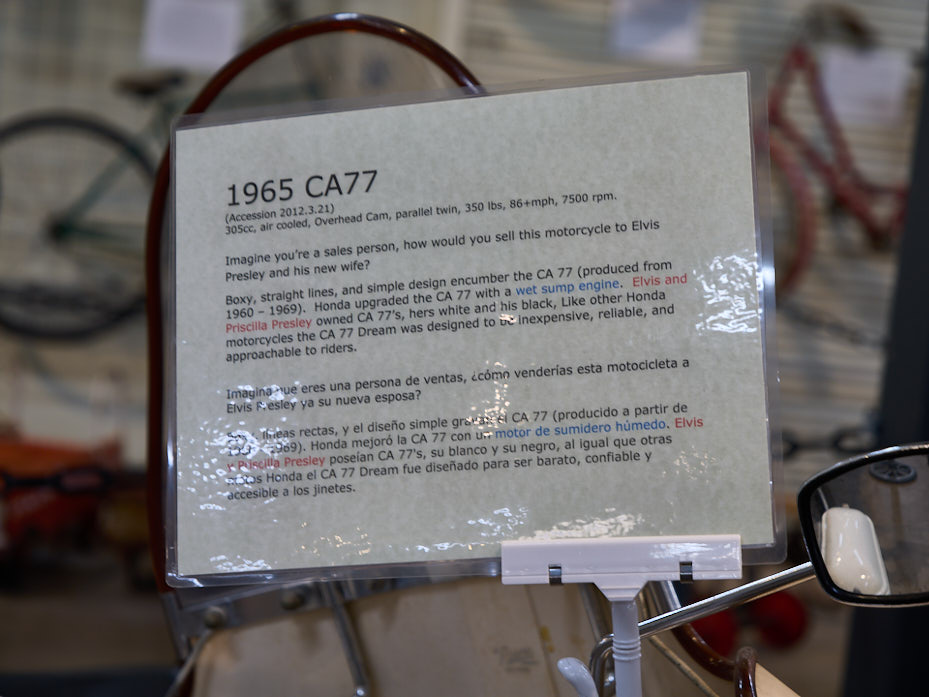 1965 CA77
(Accession 2012.3.21)
305cc, air cooled, Overhead Cam, parallel twin, 350 lbs, 86+mph, 7500 rpm.
Imagine you're a sales person, how would you sell this motorcycle to Elvis
Presley and his new wife?
Boxy, straight lines, and simple design encumber the CA 77 (produced from
1960 – 1969). Honda upgraded the CA 77 with a wet sump engine. Elvis and
Priscilla Presley owned CA 77's, hers white and his black, Like other Honda
motorcycles the CA 77 Dream was designed to be inexpensive, reliable, and
approachable to riders.
Imagina que eres una persona de ventas, ¿cómo venderías esta motocicleta a
Elvis Presley ya su nueva esposa?
líneas rectas, y el diseño simple gravan el CA 77 (producido a partir de
1969). Honda mejoró la CA 77 con un motor de sumidero húmedo. Elvis
y Priscilla Presley poseían CA 77's, su blanco y su negro, al igual que otras
motos Honda el CA 77 Dream fue diseñado para ser barato, confiable y
accesible a los jinetes.